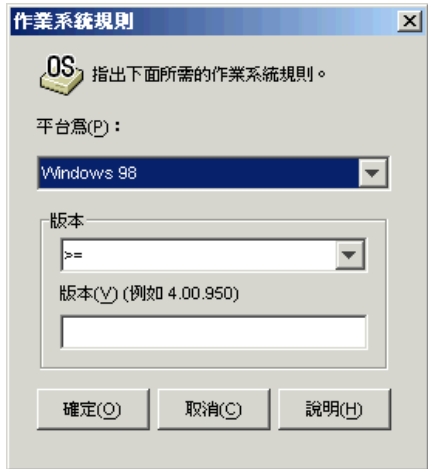 作業系統規則
OS
指出下面所需的作業系統規則。
平台為(P)：
Windows 98
版本
>=
版本(V) (例如 4.00.950)
確定(O) 取消(C) 說明(H)